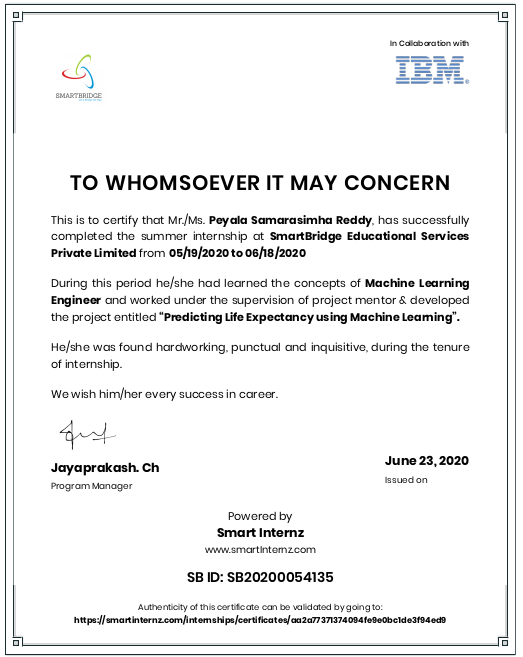 In Collaboration with
IBM®
SMARTBRIDGE
TO WHOMSOEVER IT MAY CONCERN
This is to certify that Mr./Ms. Peyala Samarasimha Reddy, has successfully
completed the summer internship at SmartBridge Educational Services
Private Limited from 05/19/2020 to 06/18/2020
During this period he/she had learned the concepts of Machine Learning
Engineer and worked under the supervision of project mentor & developed
the project entitled "Predicting Life Expectancy using Machine Learning".
He/she was found hardworking, punctual and inquisitive, during the tenure
of internship.
We wish him/her every success in career.
Jayaprakash. Ch
Program Manager
June 23, 2020
Issued on
Powered by
Smart Internz
www.smartInternz.com
SB ID: SB20200054135
Authenticity of this certificate can be validated by going to:
https://smartinternz.com/internships/certificates/aa2a77371374094fe9e0bc1de3f94ed9